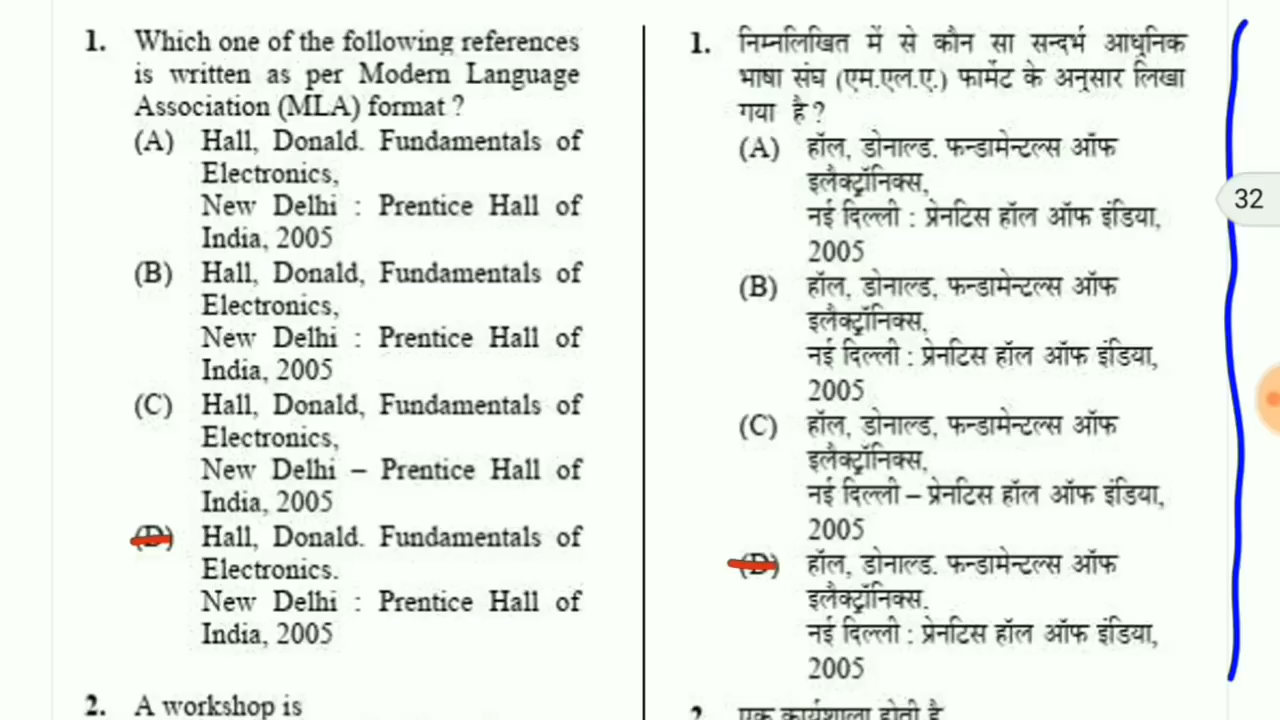 1. Which one of the following references
is written as per Modern Language
Association (MLA) format ?
(A) Hall, Donald. Fundamentals of
Electronics,
New Delhi : Prentice Hall of
India, 2005
(B) Hall, Donald, Fundamentals of
Electronics,
New Delhi : Prentice Hall of
India, 2005
(C) Hall, Donald, Fundamentals of
Electronics,
New Delhi – Prentice Hall of
India, 2005
(D) Hall, Donald. Fundamentals of
Electronics.
New Delhi : Prentice Hall of
India, 2005
2. A workshop is
1. निम्नलिखित में से कौन सा सन्दर्भ आधुनिक
भाषा संघ (एम.एल.ए.) फार्मेट के अनुसार लिखा
गया है ?
(A) हॉल, डोनाल्ड. फन्डामेन्टल्स ऑफ
इलैक्ट्रॉनिक्स,
नई दिल्ली : प्रेनटिस हॉल ऑफ इंडिया,
2005
(B) हॉल, डोनाल्ड, फन्डामेन्टल्स ऑफ
इलैक्ट्रॉनिक्स,
नई दिल्ली : प्रेनटिस हॉल ऑफ इंडिया,
2005
(C) हॉल, डोनाल्ड, फन्डामेन्टल्स ऑफ
इलैक्ट्रॉनिक्स,
नई दिल्ली – प्रेनटिस हॉल ऑफ इंडिया,
2005
(D) हॉल, डोनाल्ड. फन्डामेन्टल्स ऑफ
इलैक्ट्रॉनिक्स.
नई दिल्ली : प्रेनटिस हॉल ऑफ इंडिया,
2005
2. एक कार्यशाला होती है
32